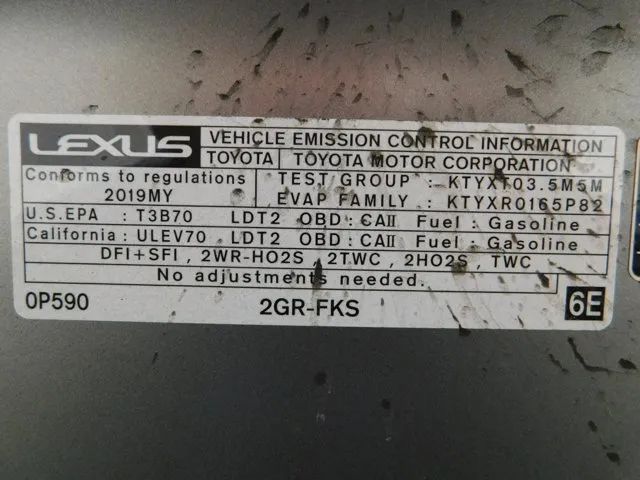 LEXUS VEHICLE EMISSION CONTROL INFORMATION
TOYOTA TOYOTA MOTOR CORPORATION
Conforms to regulations TEST GROUP : KTYXT03.5M5M
2019MY EVAP FAMILY : KTYXR0165P82
U.S.EPA : T3B70 LDT2 OBD : CAII Fuel : Gasoline
California : ULEV70 LDT2 OBD : CAII Fuel : Gasoline
DFI+SFI , 2WR-HO2S , 2TWC , 2HO2S , TWC
No adjustments needed.
0P590 2GR-FKS 6E